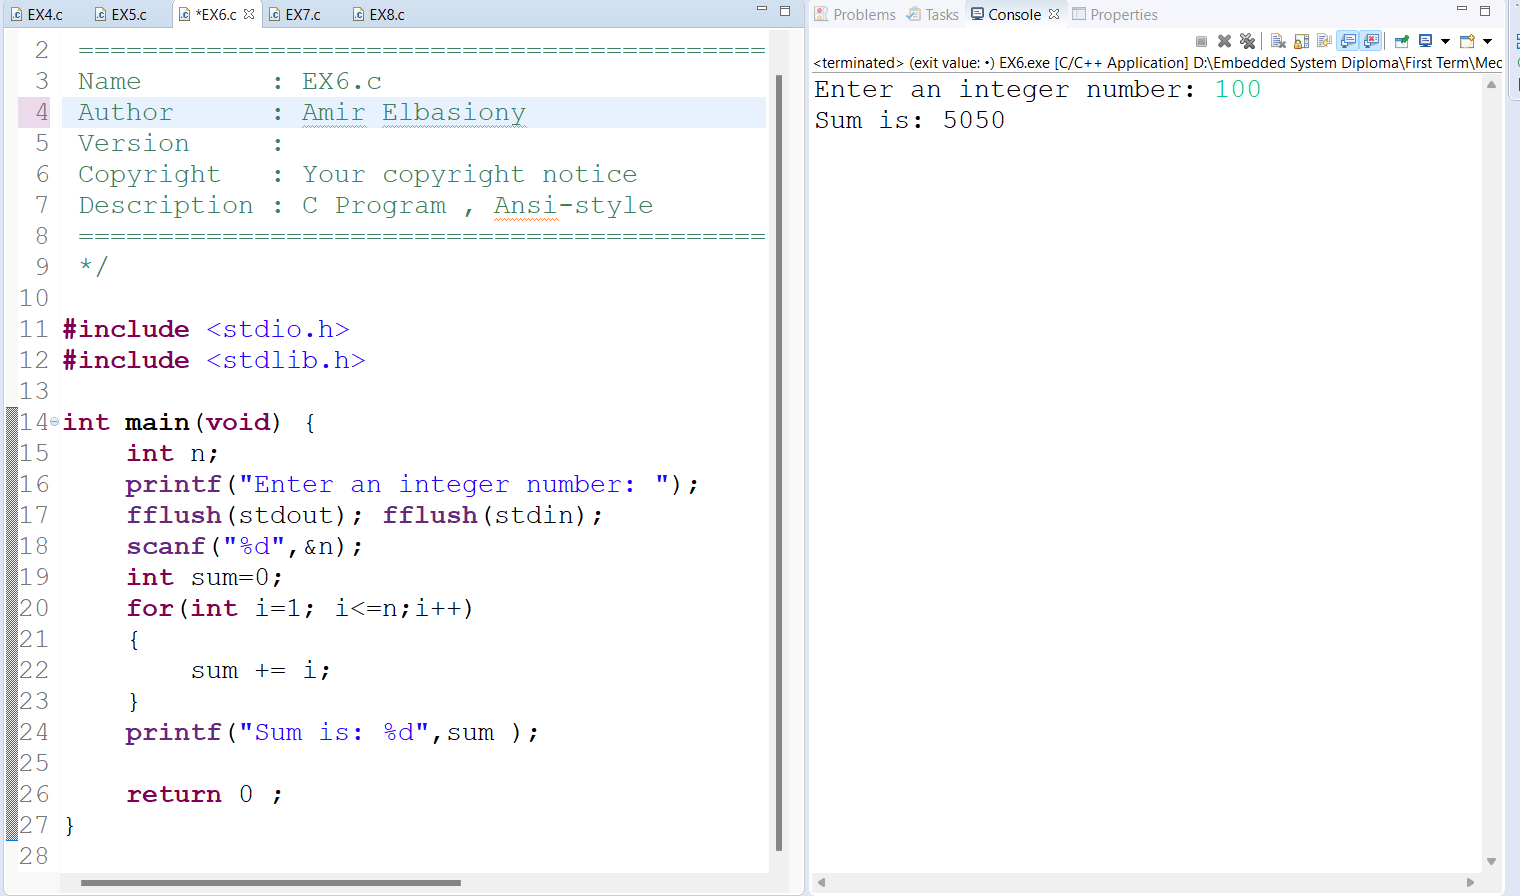 EX4.c EX5.c *EX6.c EX7.c EX8.c
2 ===========================================
3 Name : EX6.c
4 Author : Amir Elbasiony
5 Version :
6 Copyright : Your copyright notice
7 Description : C Program , Ansi-style
8 ===========================================
9 */
10
11 #include <stdio.h>
12 #include <stdlib.h>
13
14 int main(void) {
15 int n;
16 printf("Enter an integer number: ");
17 fflush(stdout); fflush(stdin);
18 scanf("%d",&n);
19 int sum=0;
20 for(int i=1; i<=n;i++)
21 {
22 sum += i;
23 }
24 printf("Sum is: %d",sum );
25
26 return 0 ;
27 }
28
Problems Tasks Console Properties
<terminated> (exit value: •) EX6.exe [C/C++ Application] D:\Embedded System Diploma\First Term\Mec
Enter an integer number: 100
Sum is: 5050